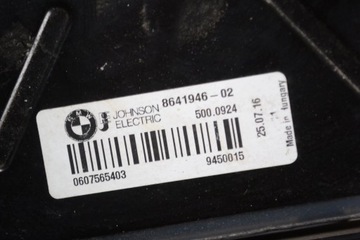 BMW
JOHNSON
ELECTRIC
8641946-02
500.0924
0607565403
9450015
25.07.16
Made in Hungary